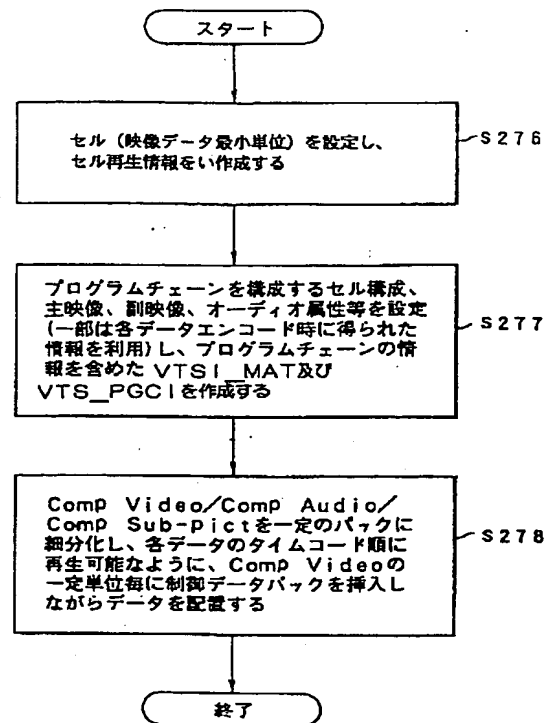 スタート
セル（映像データ最小単位）を設定し、
セル再生情報をい作成する
S276
プログラムチェーンを構成するセル構成、
主映像、副映像、オーディオ属性等を設定
(一部は各データエンコード時に得られた
情報を利用)し、プログラムチェーンの情
報を含めた VTSI_MAT及び
VTS_PGCIを作成する
S277
Comp Video/Comp Audio/
Comp Sub-pictを一定のパックに
細分化し、各データのタイムコード順に
再生可能なように、Comp Videoの
一定単位毎に制御データパックを挿入し
ながらデータを配置する
S278
終了